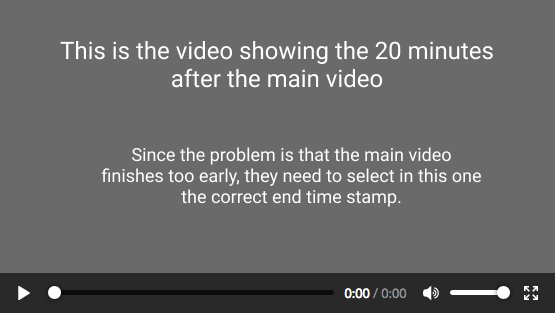 This is the video showing the 20 minutes
after the main video
Since the problem is that the main video
finishes too early, they need to select in this one
the correct end time stamp.
0:00 / 0:00